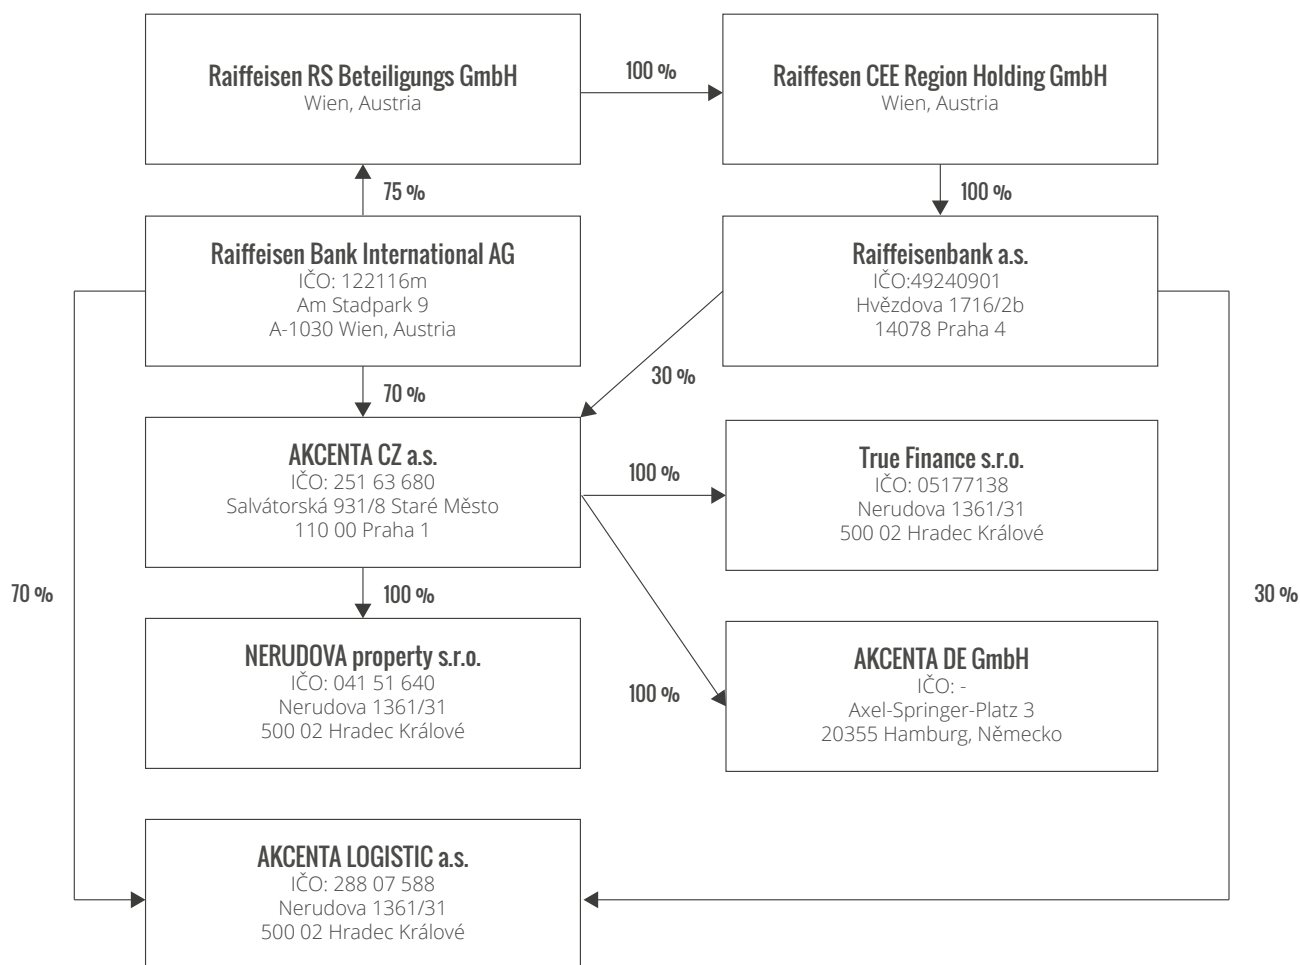 Raiffeisen RS Beteiligungs GmbH
Wien, Austria
100 %
Raiffesen CEE Region Holding GmbH
Wien, Austria
75 %
100 %
Raiffeisen Bank International AG
IČO: 122116m
Am Stadpark 9
A-1030 Wien, Austria
Raiffeisenbank a.s.
IČO:49240901
Hvězdova 1716/2b
14078 Praha 4
70 %
30 %
AKCENTA CZ a.s.
IČO: 251 63 680
Salvátorská 931/8 Staré Město
110 00 Praha 1
100 %
True Finance s.r.o.
IČO: 05177138
Nerudova 1361/31
500 02 Hradec Králové
70 %
100 %
30 %
NERUDOVA property s.r.o.
IČO: 041 51 640
Nerudova 1361/31
500 02 Hradec Králové
100 %
AKCENTA DE GmbH
IČO: -
Axel-Springer-Platz 3
20355 Hamburg, Německo
AKCENTA LOGISTIC a.s.
IČO: 288 07 588
Nerudova 1361/31
500 02 Hradec Králové